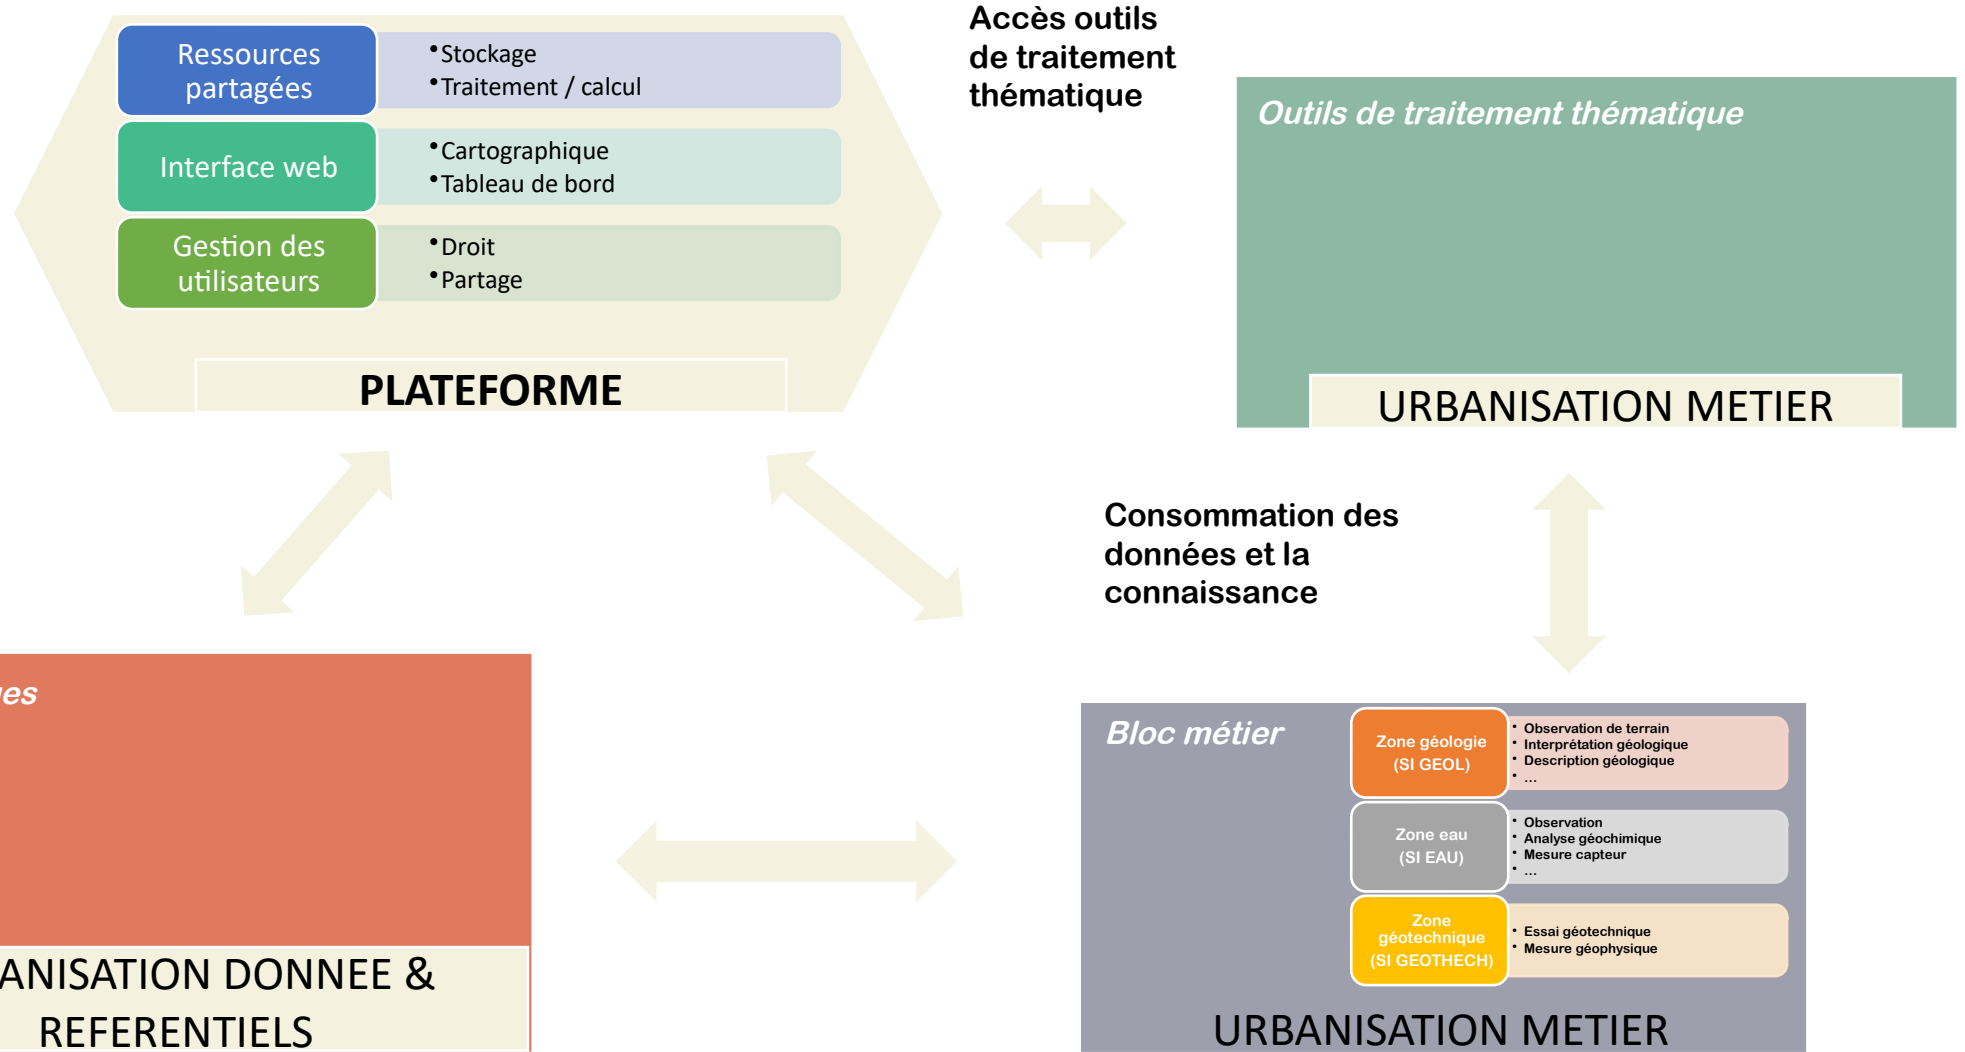 Ressources
partagées
•Stockage
•Traitement / calcul
Interface web
•Cartographique
•Tableau de bord
Gestion des
utilisateurs
•Droit
•Partage
PLATEFORME
Accès outils
de traitement
thématique
Outils de traitement thématique
URBANISATION METIER
Consommation des
données et la
connaissance
es
ANISATION DONNEE &
REFERENTIELS
Bloc métier
Zone géologie
(SI GEOL)
• Observation de terrain
• Interprétation géologique
• Description géologique
• ...
Zone eau
(SI EAU)
• Observation
• Analyse géochimique
• Mesure capteur
• ...
Zone
géotechnique
(SI GEOTHECH)
• Essai géotechnique
• Mesure géophysique
URBANISATION METIER